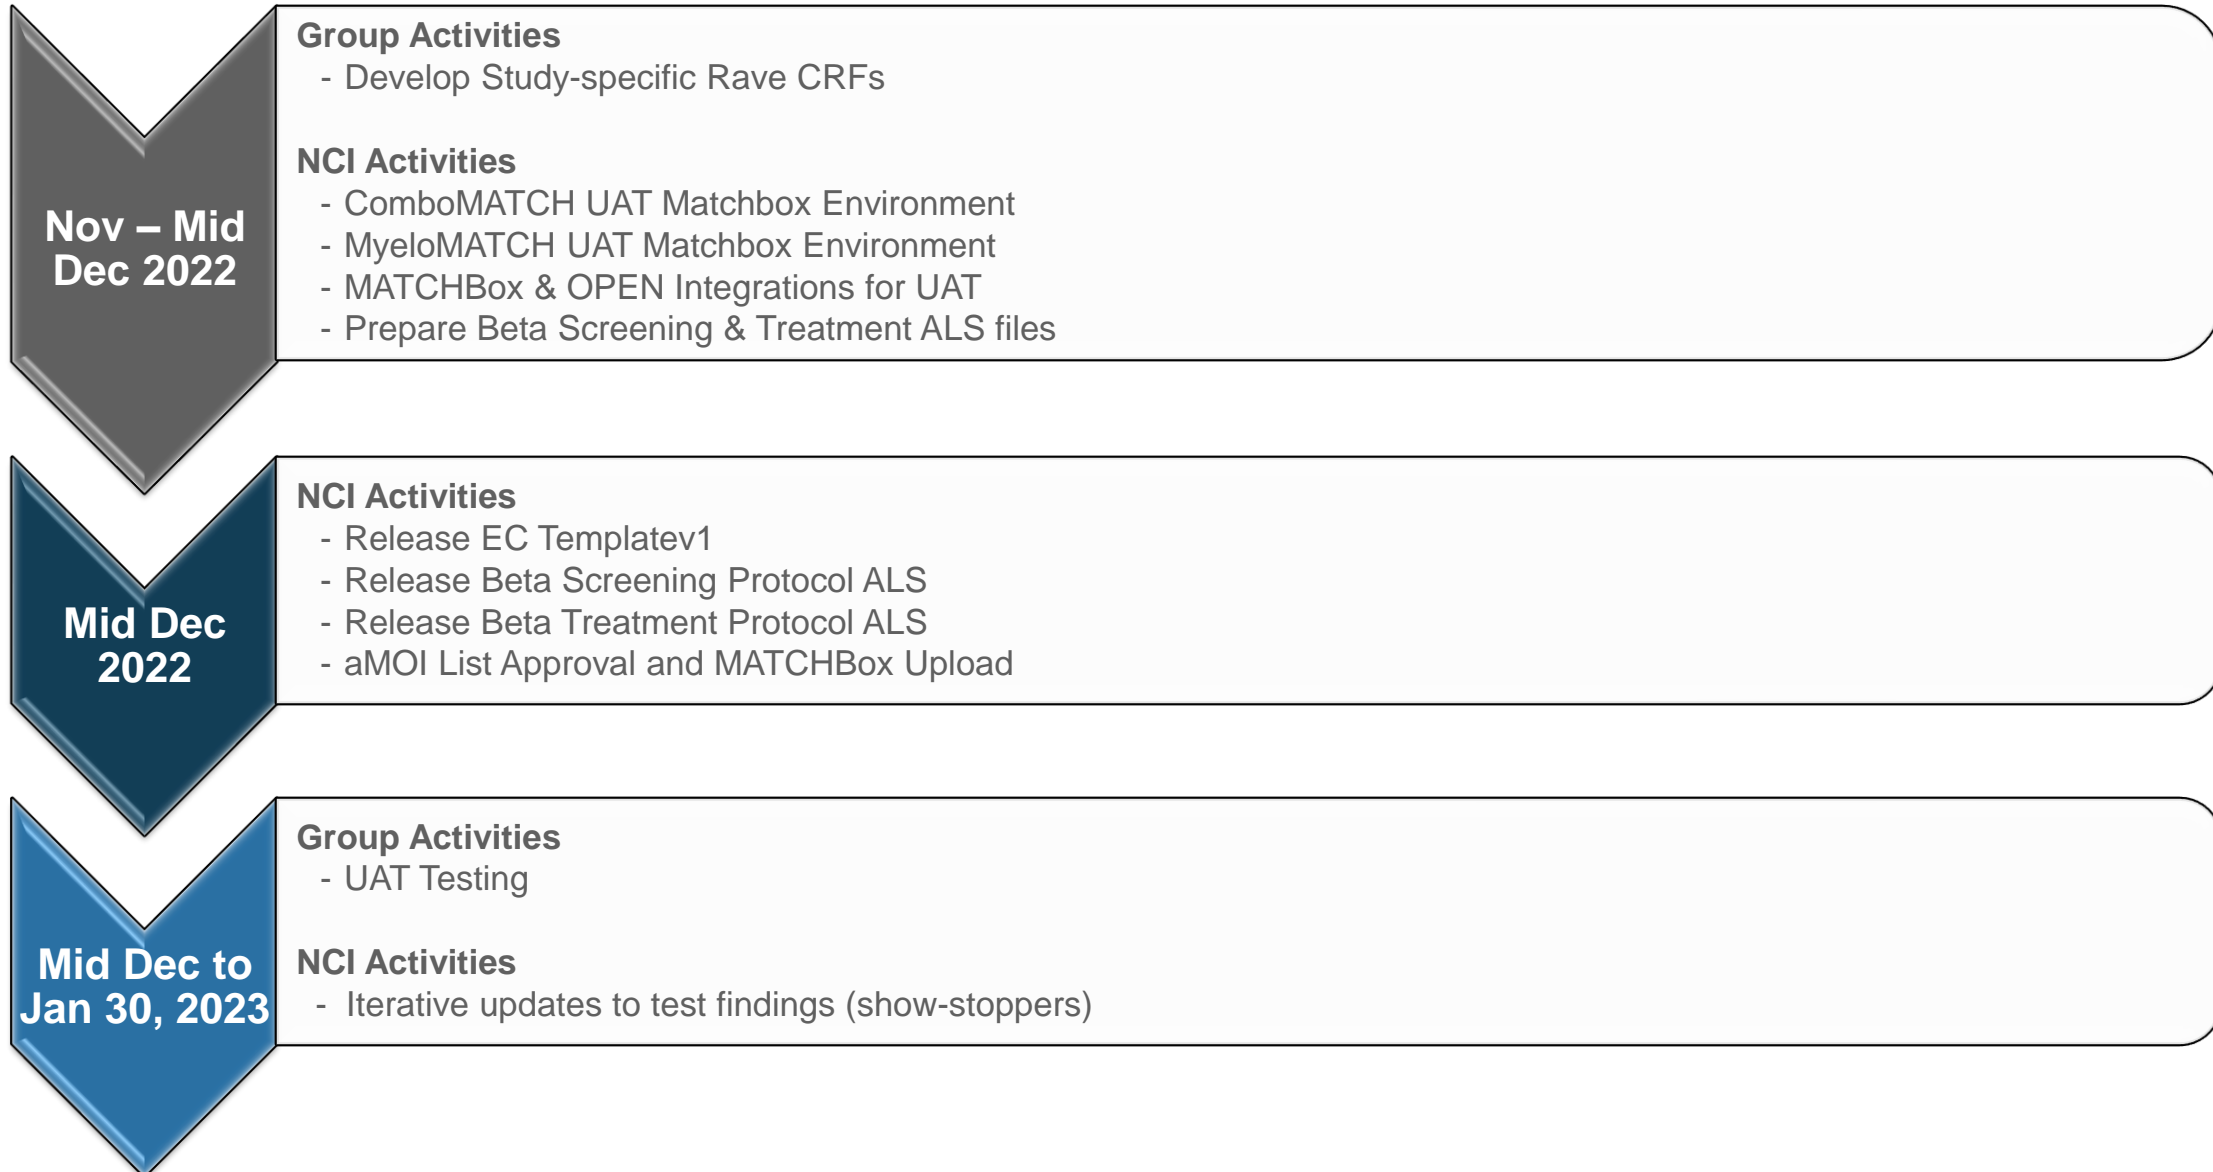 Nov – Mid
Dec 2022
Group Activities
- Develop Study-specific Rave CRFs
NCI Activities
- ComboMATCH UAT Matchbox Environment
- MyeloMATCH UAT Matchbox Environment
- MATCHBox & OPEN Integrations for UAT
- Prepare Beta Screening & Treatment ALS files
Mid Dec
2022
NCI Activities
- Release EC Templatev1
- Release Beta Screening Protocol ALS
- Release Beta Treatment Protocol ALS
- aMOI List Approval and MATCHBox Upload
Mid Dec to
Jan 30, 2023
Group Activities
- UAT Testing
NCI Activities
- Iterative updates to test findings (show-stoppers)